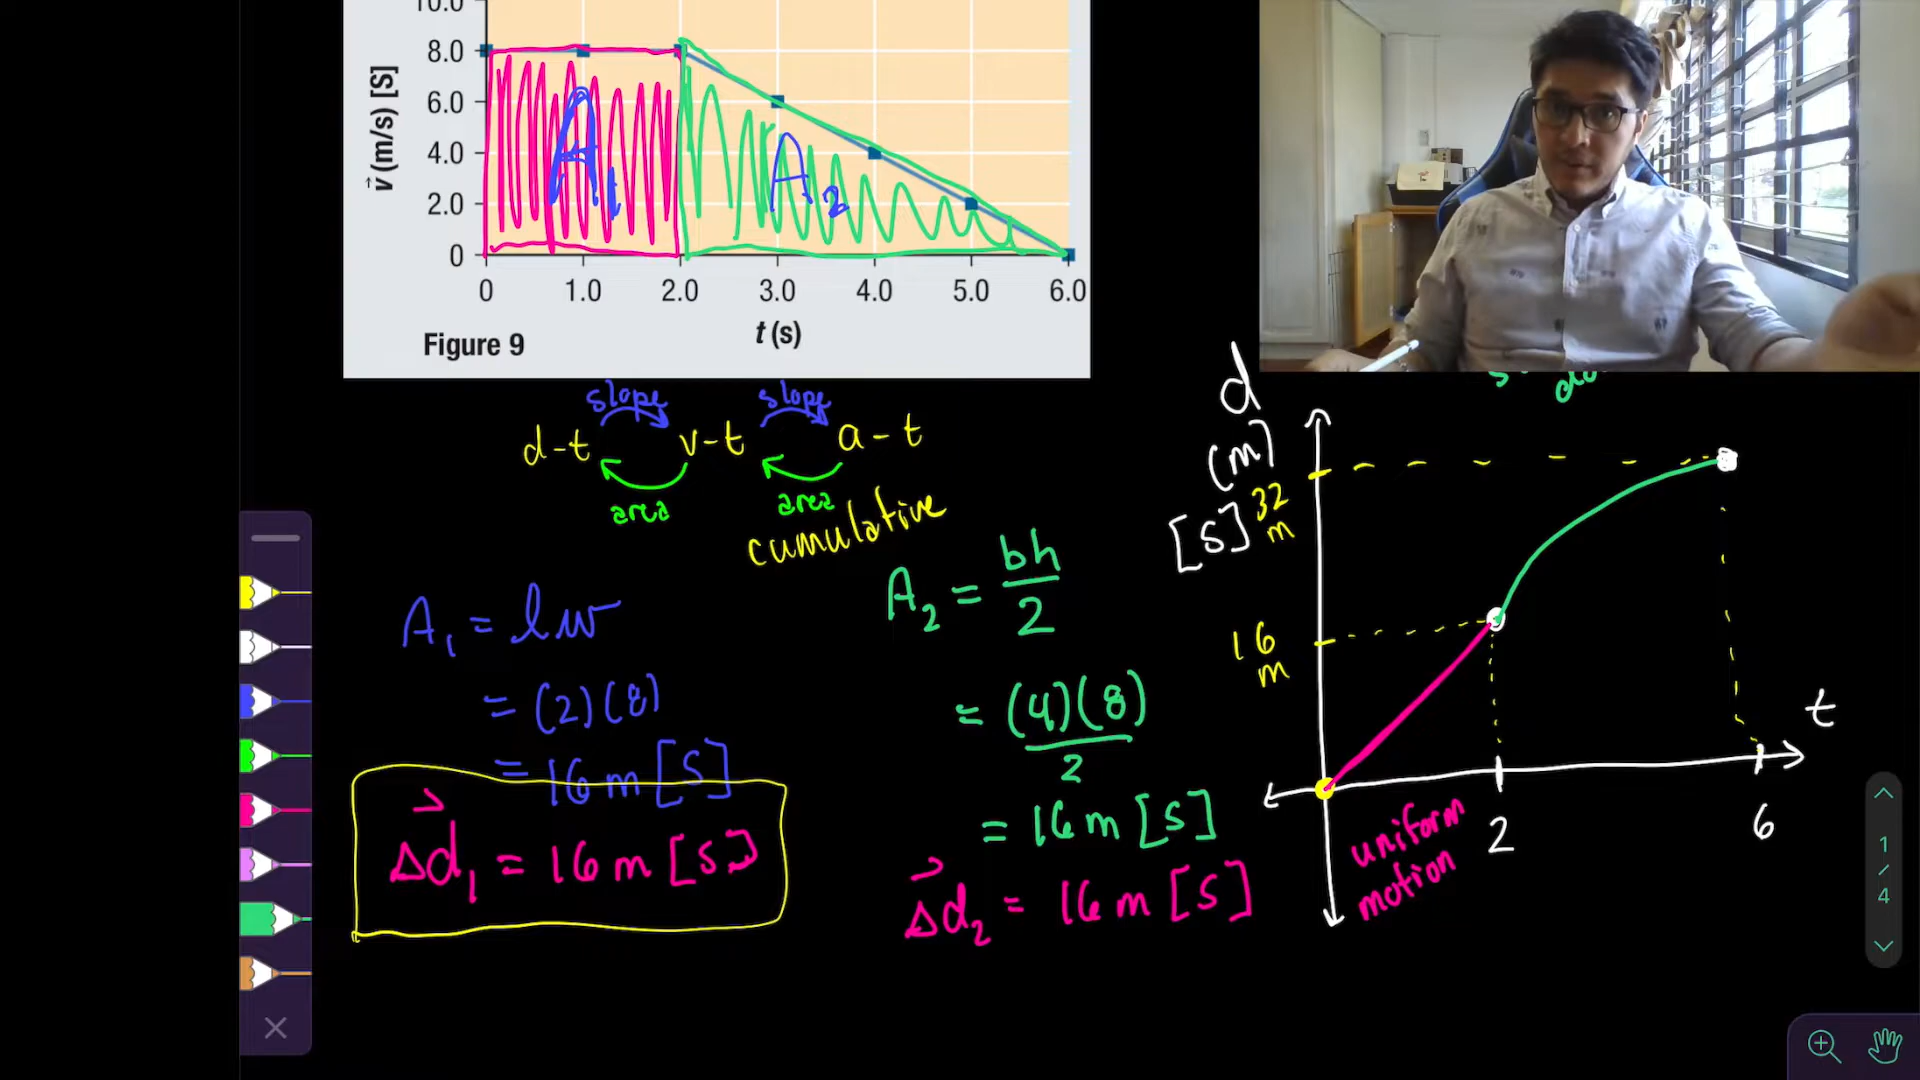 10.0
8.0
6.0
4.0
2.0
0
v (m/s) [S]
A1
A2
0 1.0 2.0 3.0 4.0 5.0 6.0
t (s)
Figure 9
slope slope
d-t v-t a-t
area area
cumulative
A1 = lw
= (2)(8)
= 16 m [S]
Δd1 = 16 m [S]
A2 = bh
2
= (4)(8)
2
= 16 m [S]
Δd2 = 16 m [S]
d
(m)
[S]
32
m
16
m
t
2
6
uniform
motion
1
/
4